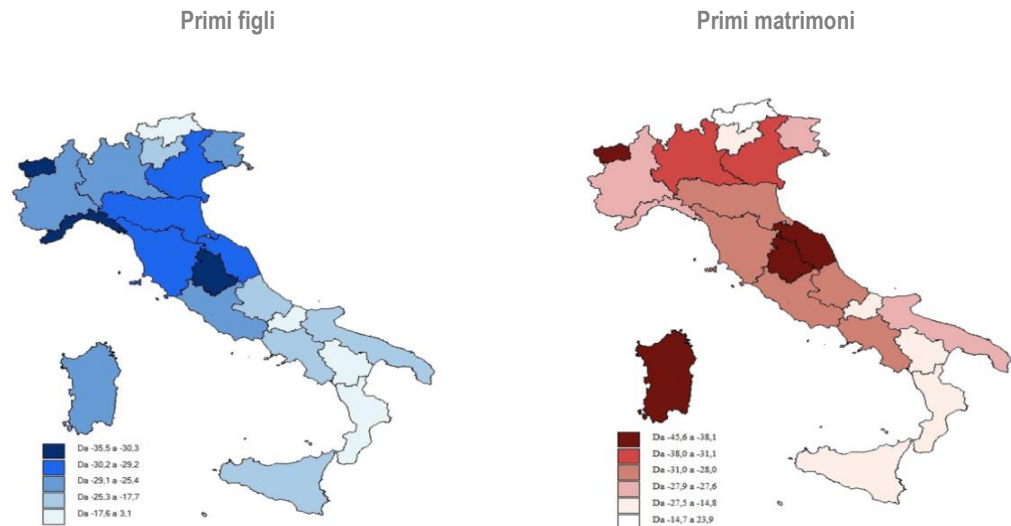 Primi figli
Primi matrimoni
Da -35,5 a -30,3
Da -30,2 a -29,2
Da -29,1 a -25,4
Da -25,3 a -17,7
Da -17,6 a 3,1
Da -45,6 a -38,1
Da -38,0 a -31,1
Da -31,0 a -28,0
Da -27,9 a -27,6
Da -27,5 a -14,8
Da -14,7 a 23,9